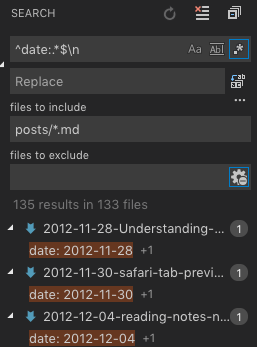 SEARCH
^date:.*$\n
Aa Abl .*
Replace
files to include
posts/*.md
files to exclude
135 results in 133 files
2012-11-28-Understanding-... 1
date: 2012-11-28 +1
2012-11-30-safari-tab-previ... 1
date: 2012-11-30 +1
2012-12-04-reading-notes-n... 1
date: 2012-12-04 +1